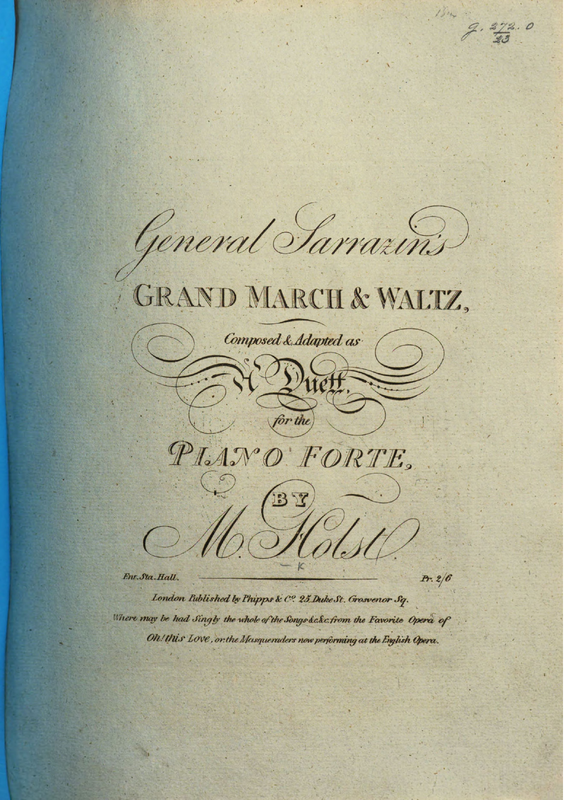 g. 272. o
23
General Sarrazin's
GRAND MARCH & WALTZ,
Composed & Adapted as
A Duett,
for the
PIANO FORTE,
BY
M. Holst.
K
Ent. Sta. Hall. Pr. 2/6
London Published by Phipps & Co. 25, Duke St. Grosvenor Sq.
Where may be had Singly the whole of the Songs &c. &c. from the Favorite Opera of
Oh! this Love, or the Masqueraders now performing at the English Opera.